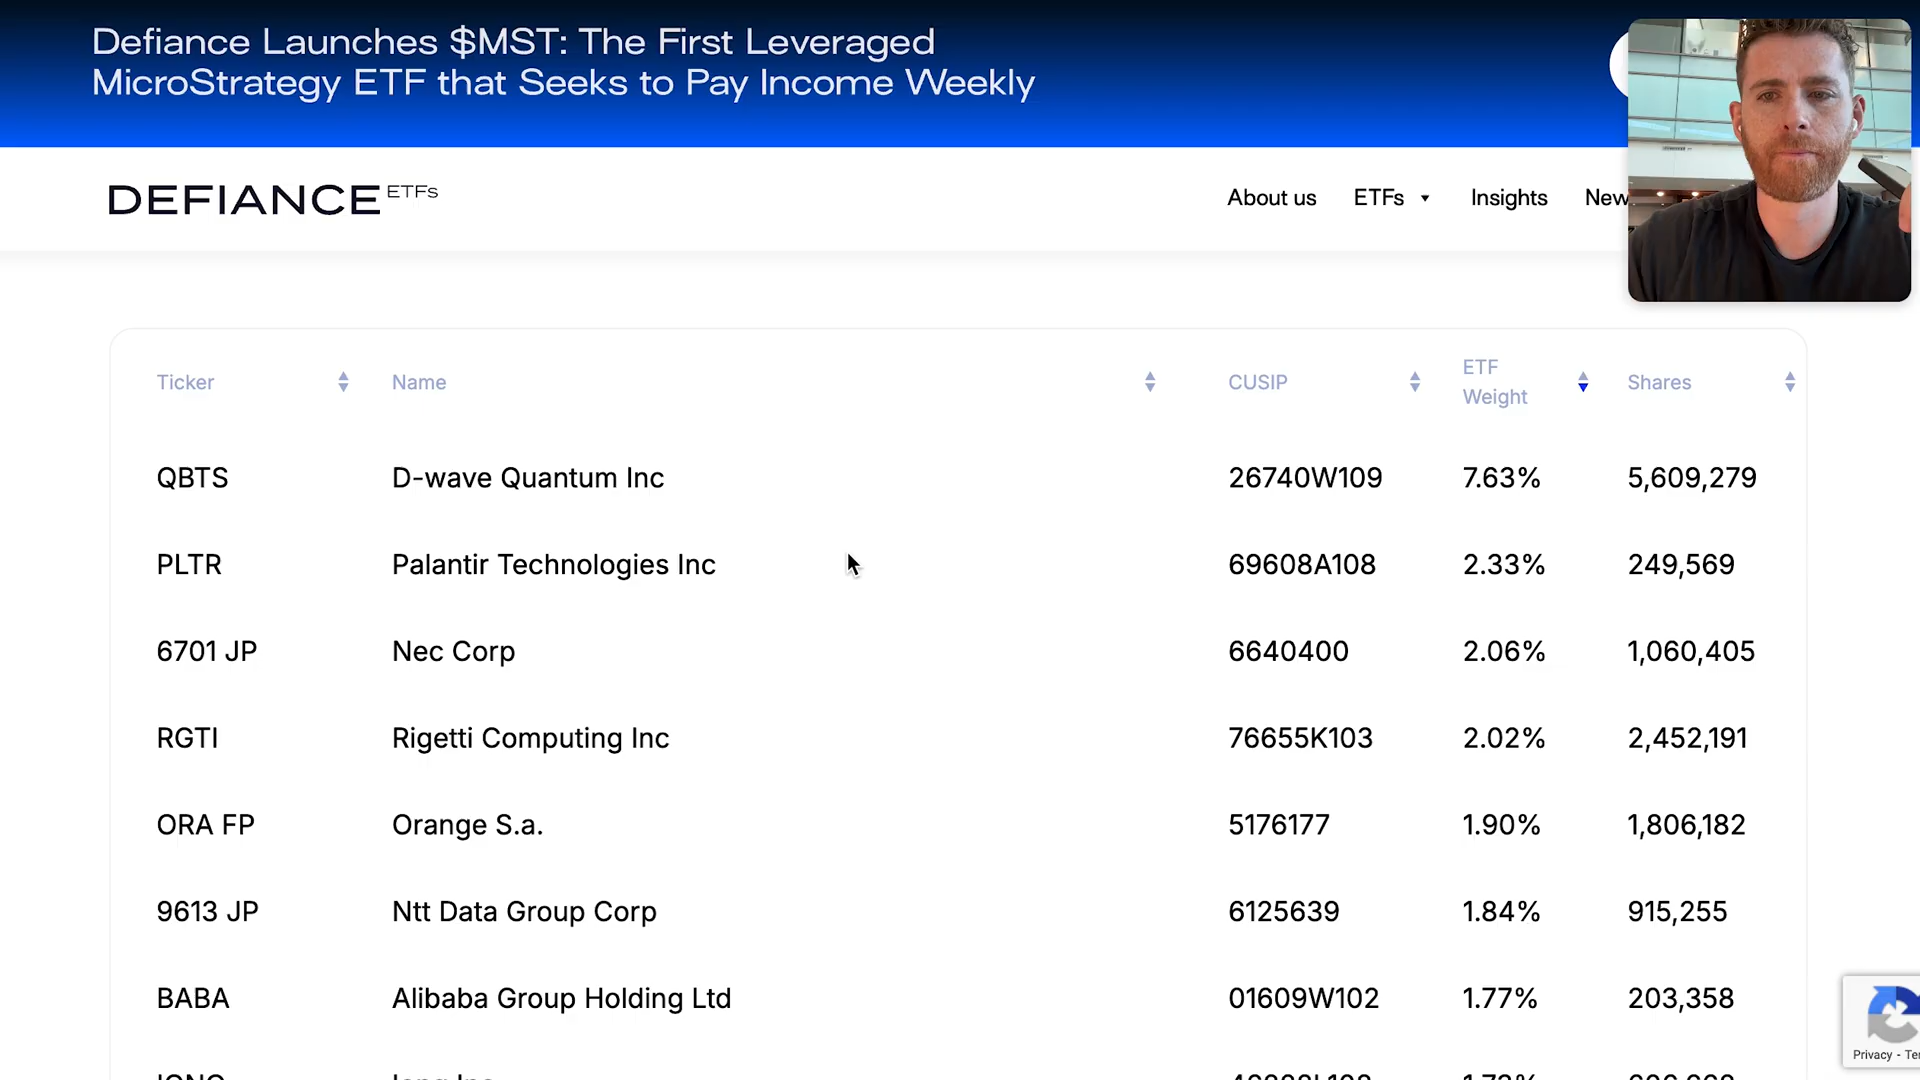 Defiance Launches $MST: The First Leveraged
MicroStrategy ETF that Seeks to Pay Income Weekly
DEFIANCE ETFs
About us ETFs Insights New
Ticker Name CUSIP ETF Weight Shares
QBTS D-wave Quantum Inc 26740W109 7.63% 5,609,279
PLTR Palantir Technologies Inc 69608A108 2.33% 249,569
6701 JP Nec Corp 6640400 2.06% 1,060,405
RGTI Rigetti Computing Inc 76655K103 2.02% 2,452,191
ORA FP Orange S.a. 5176177 1.90% 1,806,182
9613 JP Ntt Data Group Corp 6125639 1.84% 915,255
BABA Alibaba Group Holding Ltd 01609W102 1.77% 203,358
Privacy - Ter